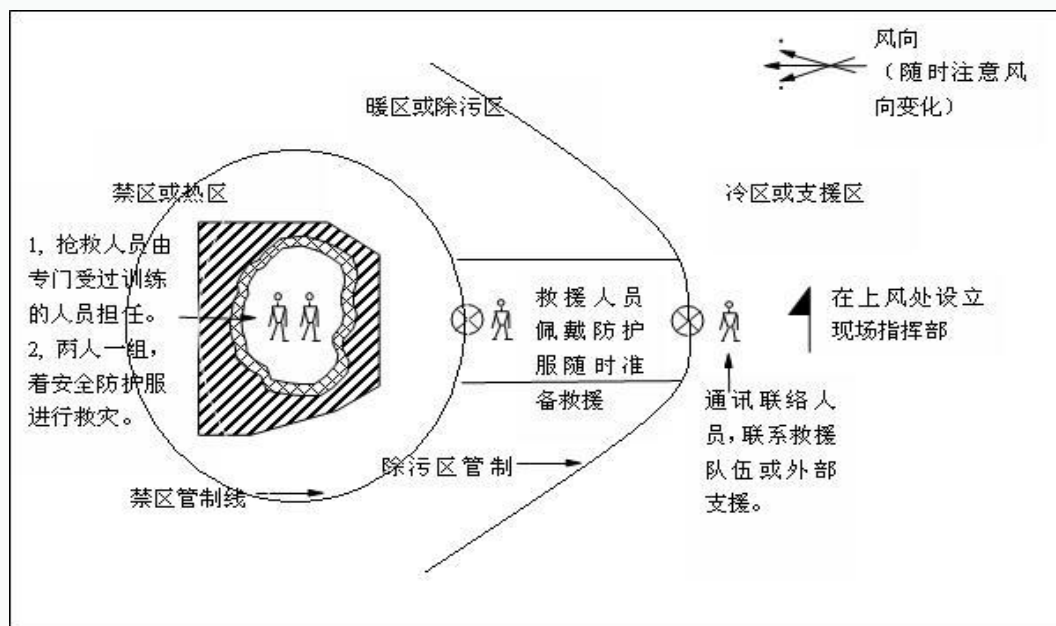 风向
（随时注意风
向变化）
暖区或除污区
禁区或热区
冷区或支援区
1, 抢救人员由
专门受过训练
的人员担任。
2, 两人一组，
着安全防护服
进行救灾。
救援人员
佩戴防护
服随时准
备救援
在上风处设立
现场指挥部
通讯联络人
员，联系救援
队伍或外部
支援。
除污区管制
禁区管制线